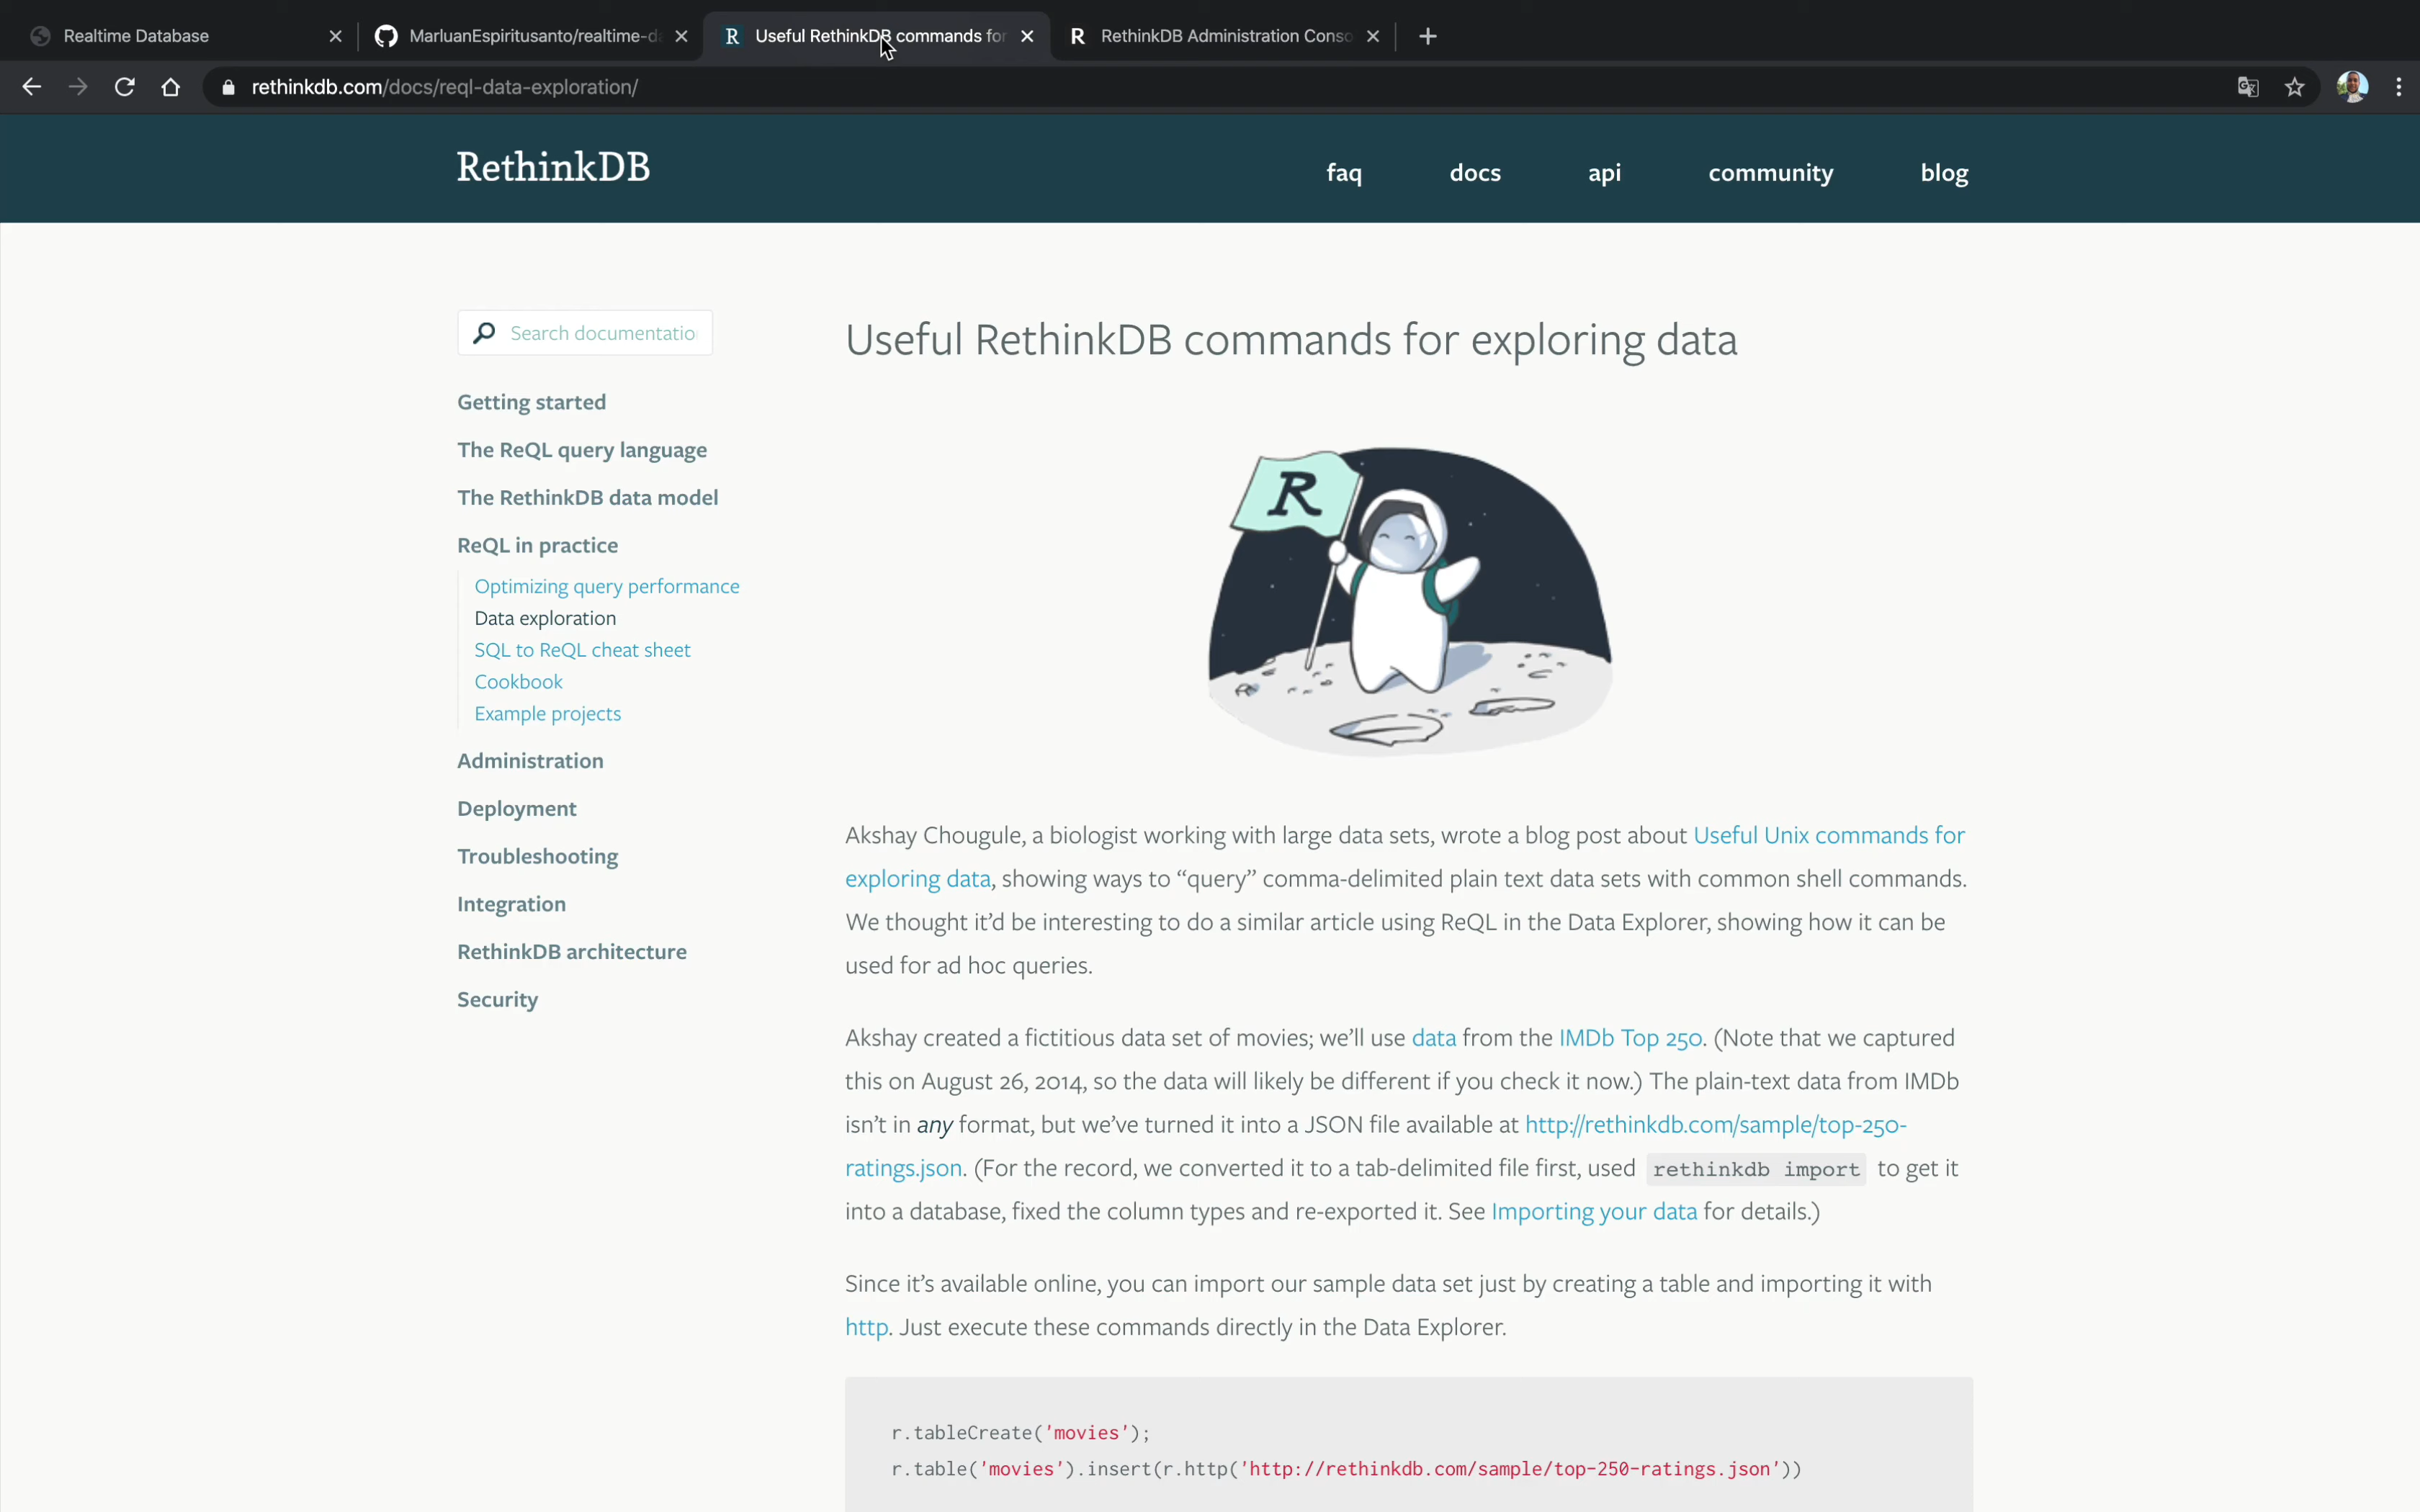 Realtime Database
MarluanEspiritusanto/realtime-da
Useful RethinkDB commands for
RethinkDB Administration Conso
rethinkdb.com/docs/reql-data-exploration/
RethinkDB
faq
docs
api
community
blog
Search documentatio
Getting started
The ReQL query language
The RethinkDB data model
ReQL in practice
Optimizing query performance
Data exploration
SQL to ReQL cheat sheet
Cookbook
Example projects
Administration
Deployment
Troubleshooting
Integration
RethinkDB architecture
Security
Useful RethinkDB commands for exploring data
R
Akshay Chougule, a biologist working with large data sets, wrote a blog post about Useful Unix commands for
exploring data, showing ways to “query” comma-delimited plain text data sets with common shell commands.
We thought it’d be interesting to do a similar article using ReQL in the Data Explorer, showing how it can be
used for ad hoc queries.
Akshay created a fictitious data set of movies; we’ll use data from the IMDb Top 250. (Note that we captured
this on August 26, 2014, so the data will likely be different if you check it now.) The plain-text data from IMDb
isn’t in any format, but we’ve turned it into a JSON file available at http://rethinkdb.com/sample/top-250-
ratings.json. (For the record, we converted it to a tab-delimited file first, used rethinkdb import to get it
into a database, fixed the column types and re-exported it. See Importing your data for details.)
Since it’s available online, you can import our sample data set just by creating a table and importing it with
http. Just execute these commands directly in the Data Explorer.
r.tableCreate('movies');
r.table('movies').insert(r.http('http://rethinkdb.com/sample/top-250-ratings.json'))